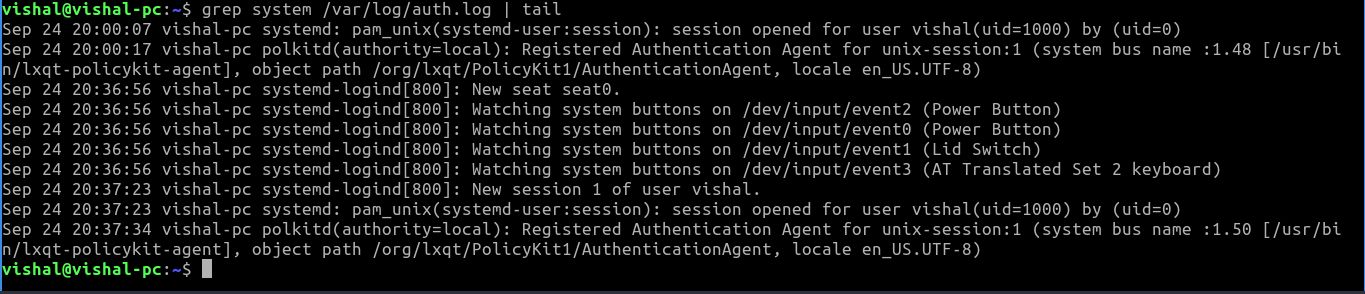 vishal@vishal-pc:~$ grep system /var/log/auth.log | tail
Sep 24 20:00:07 vishal-pc systemd: pam_unix(systemd-user:session): session opened for user vishal(uid=1000) by (uid=0)
Sep 24 20:00:17 vishal-pc polkitd(authority=local): Registered Authentication Agent for unix-session:1 (system bus name :1.48 [/usr/bi
n/lxqt-policykit-agent], object path /org/lxqt/PolicyKit1/AuthenticationAgent, locale en_US.UTF-8)
Sep 24 20:36:56 vishal-pc systemd-logind[800]: New seat seat0.
Sep 24 20:36:56 vishal-pc systemd-logind[800]: Watching system buttons on /dev/input/event2 (Power Button)
Sep 24 20:36:56 vishal-pc systemd-logind[800]: Watching system buttons on /dev/input/event0 (Power Button)
Sep 24 20:36:56 vishal-pc systemd-logind[800]: Watching system buttons on /dev/input/event1 (Lid Switch)
Sep 24 20:36:56 vishal-pc systemd-logind[800]: Watching system buttons on /dev/input/event3 (AT Translated Set 2 keyboard)
Sep 24 20:37:23 vishal-pc systemd-logind[800]: New session 1 of user vishal.
Sep 24 20:37:23 vishal-pc systemd: pam_unix(systemd-user:session): session opened for user vishal(uid=1000) by (uid=0)
Sep 24 20:37:34 vishal-pc polkitd(authority=local): Registered Authentication Agent for unix-session:1 (system bus name :1.50 [/usr/bi
n/lxqt-policykit-agent], object path /org/lxqt/PolicyKit1/AuthenticationAgent, locale en_US.UTF-8)
vishal@vishal-pc:~$